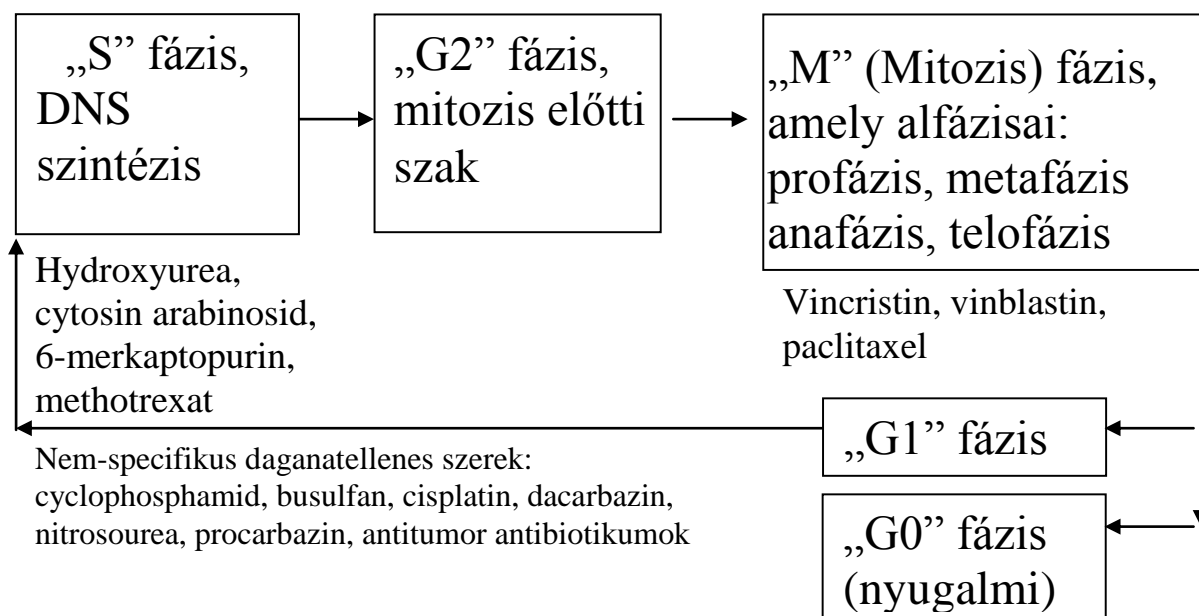 „S” fázis,
DNS
szintézis
„G2” fázis,
mitozis előtti
szak
„M” (Mitozis) fázis,
amely alfázisai:
profázis, metafázis
anafázis, telofázis
Hydroxyurea,
cytosin arabinosid,
6-merkaptopurin,
methotrexat
Vincristin, vinblastin,
paclitaxel
„G1” fázis
Nem-specifikus daganatellenes szerek:
cyclophosphamid, busulfan, cisplatin, dacarbazin,
nitrosourea, procarbazin, antitumor antibiotikumok
„G0” fázis
(nyugalmi)